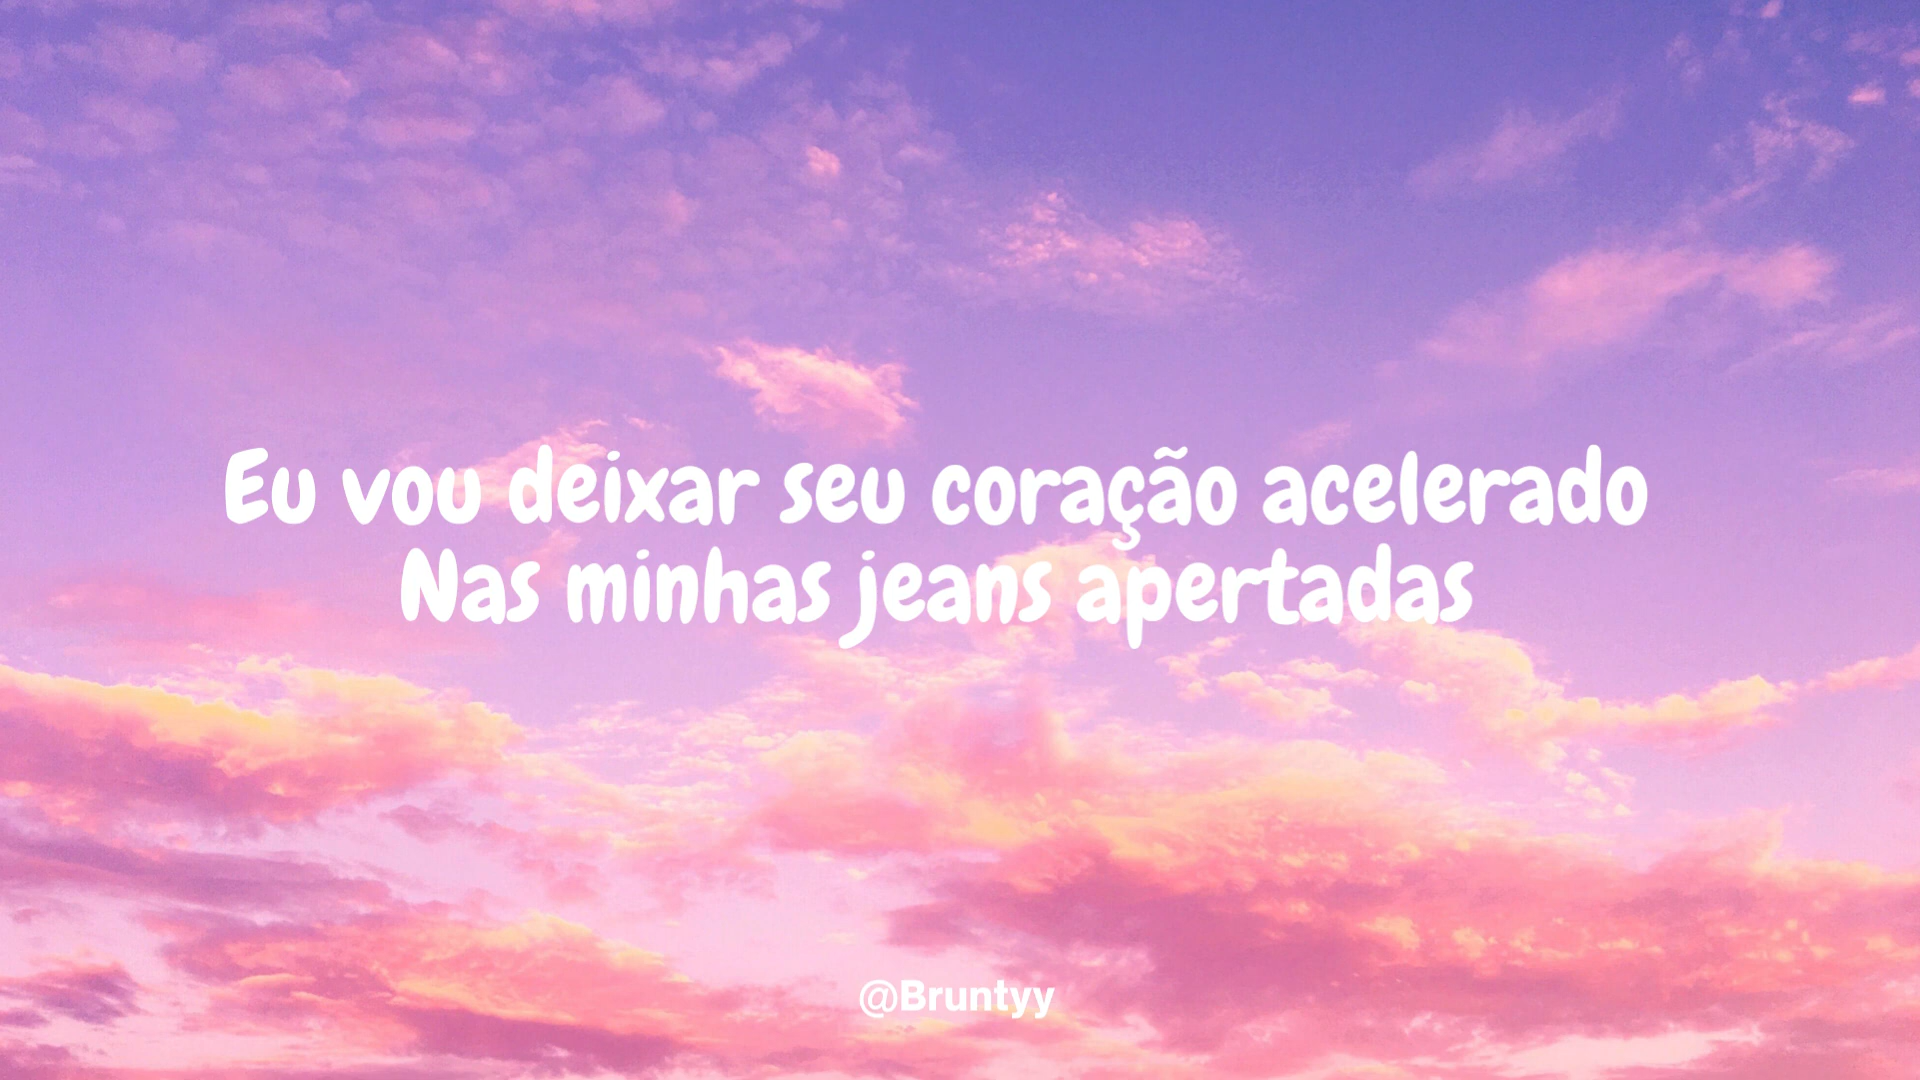 Eu vou deixar seu coração acelerado
Nas minhas jeans apertadas
@Bruntyy